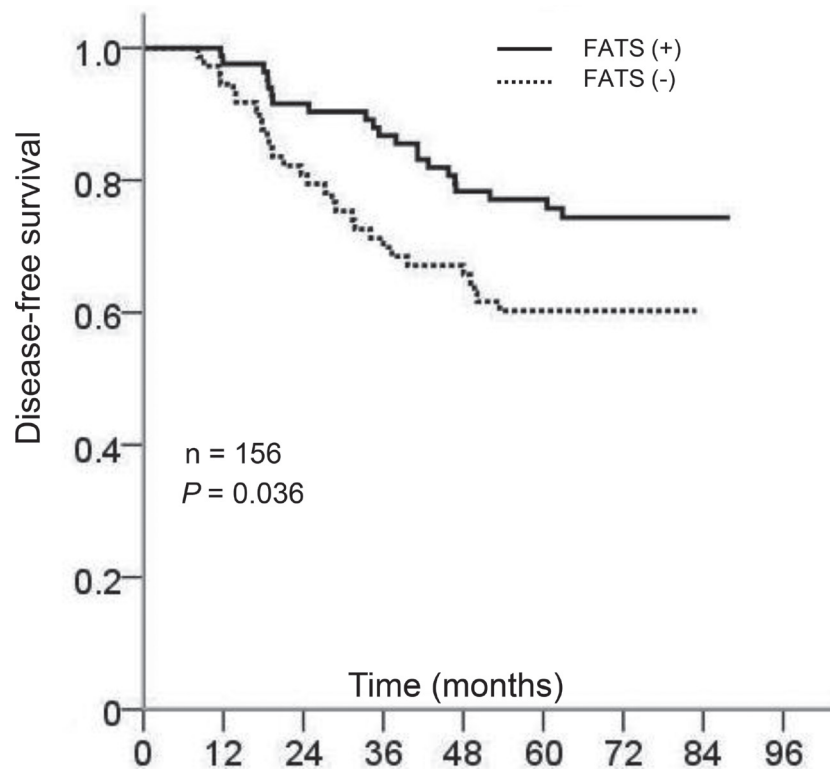 FATS (+)
FATS (-)
Disease-free survival
1.0
0.8
0.6
0.4
0.2
0
n = 156
P = 0.036
Time (months)
0 12 24 36 48 60 72 84 96